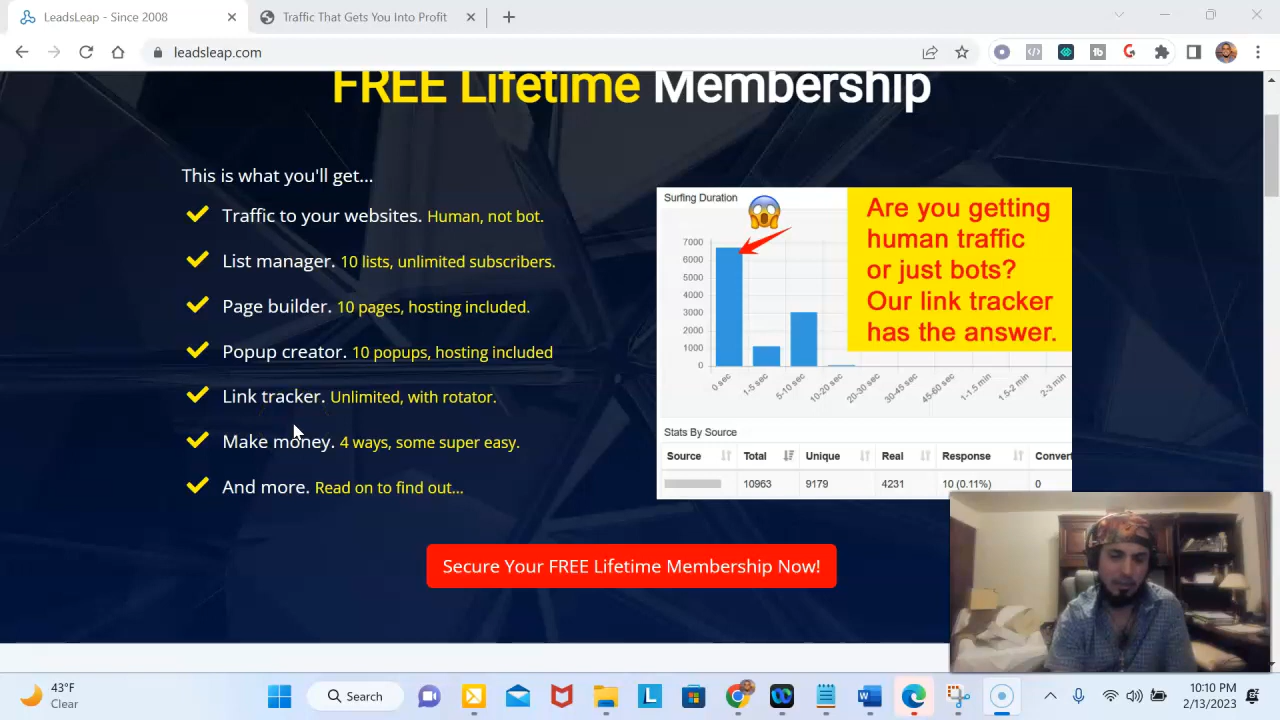 LeadsLeap - Since 2008
Traffic That Gets You Into Profit
leadsleap.com
FREE Lifetime Membership
This is what you'll get...
Traffic to your websites. Human, not bot.
List manager. 10 lists, unlimited subscribers.
Page builder. 10 pages, hosting included.
Popup creator. 10 popups, hosting included
Link tracker. Unlimited, with rotator.
Make money. 4 ways, some super easy.
And more. Read on to find out...
Surfing Duration
7000
6000
5000
4000
3000
2000
1000
0
0 sec
1-5 sec
5-10 sec
10-20 sec
20-30 sec
30-45 sec
45-60 sec
1-1.5 min
1.5-2 min
2-3 min
Are you getting
human traffic
or just bots?
Our link tracker
has the answer.
Stats By Source
Source Total Unique Real Response Convert
10963 9179 4231 10 (0.11%) 0
Secure Your FREE Lifetime Membership Now!
43°F
Clear
Search
10:10 PM
2/13/2023